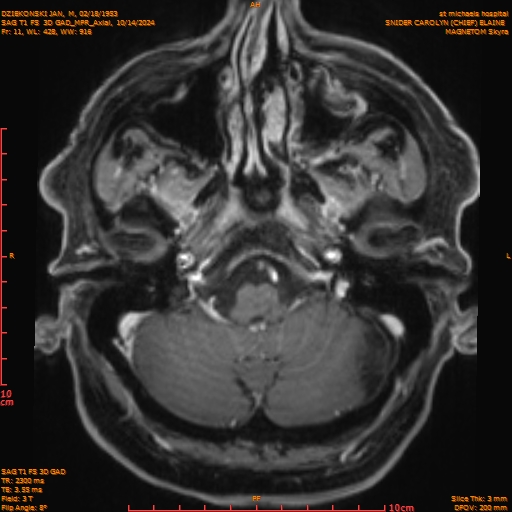 AH
DZIEKONSKI JAN, M, 02/18/1953
SAG T1 FS 3D GAD_MPR_Axial, 10/14/2024
Fr: 11, WL: 428, WW: 916
st michaels hospital
SNIDER CAROLYN (CHIEF) ELAINE
MAGNETOM Skyra
R
L
10
cm
SAG T1 FS 3D GAD
TR: 2300 ms
TE: 3.55 ms
Field: 3 T
Flip Angle: 8°
PF
10cm
Slice Thk: 3 mm
DFOV: 200 mm